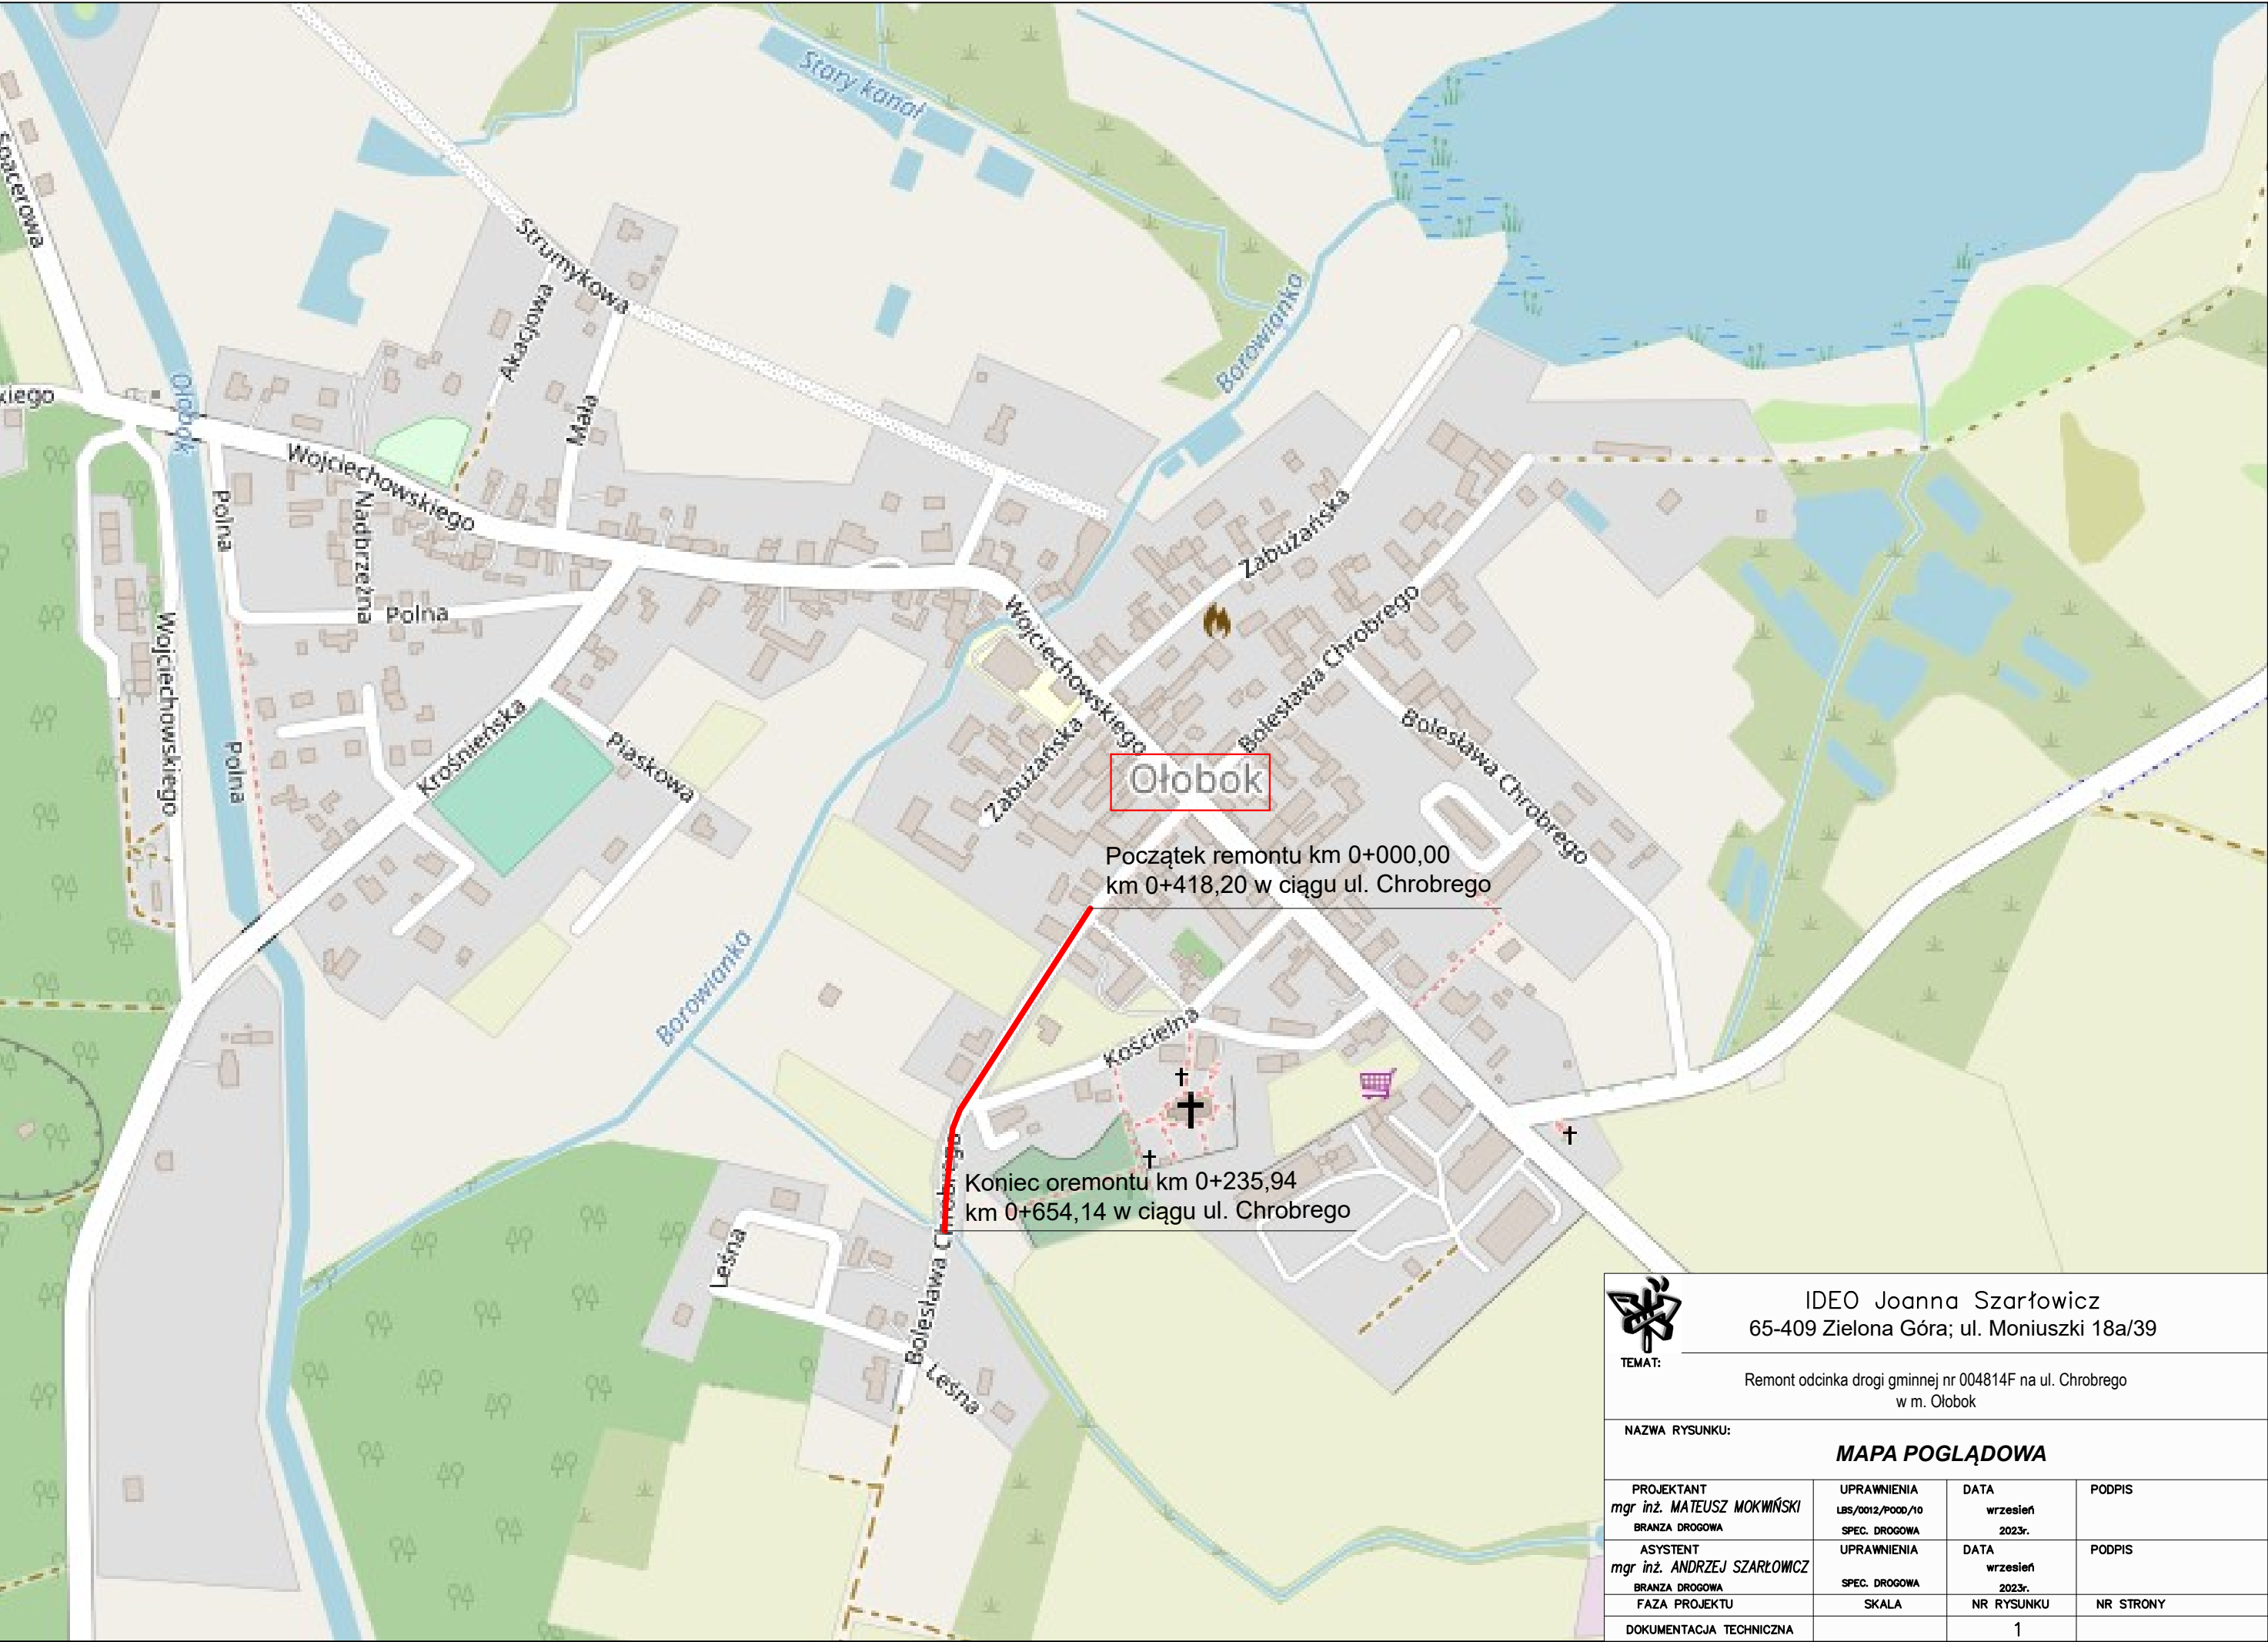 Stary kanał
Spacerowa
Strumykowa
Akacjowa
Borowianka
Ołobok
kiego
Mała
Wojciechowskiego
Polna
Nadbrzeżna
Zabużańska
Polna
Wojciechowskiego
Wojciechowskiego
Bolesława Chrobrego
Krośnieńska
Piaskowa
Polna
Zabużańska
Bolesława Chrobrego
Ołobok
Początek remontu km 0+000,00
km 0+418,20 w ciągu ul. Chrobrego
Borowianka
Kościelna
Koniec oremontu km 0+235,94
km 0+654,14 w ciągu ul. Chrobrego
Leśna
Bolesława Chrobrego
Leśna
IDEO Joanna Szarłowicz
65-409 Zielona Góra; ul. Moniuszki 18a/39
TEMAT:
Remont odcinka drogi gminnej nr 004814F na ul. Chrobrego
w m. Ołobok
NAZWA RYSUNKU:
MAPA POGLĄDOWA
PROJEKTANT UPRAWNIENIA DATA PODPIS
mgr inż. MATEUSZ MOKWIŃSKI LBS/0012/POOD/10 wrzesień
BRANZA DROGOWA SPEC. DROGOWA 2023r.
ASYSTENT UPRAWNIENIA DATA PODPIS
mgr inż. ANDRZEJ SZARŁOWICZ wrzesień
BRANZA DROGOWA SPEC. DROGOWA 2023r.
FAZA PROJEKTU SKALA NR RYSUNKU NR STRONY
DOKUMENTACJA TECHNICZNA 1